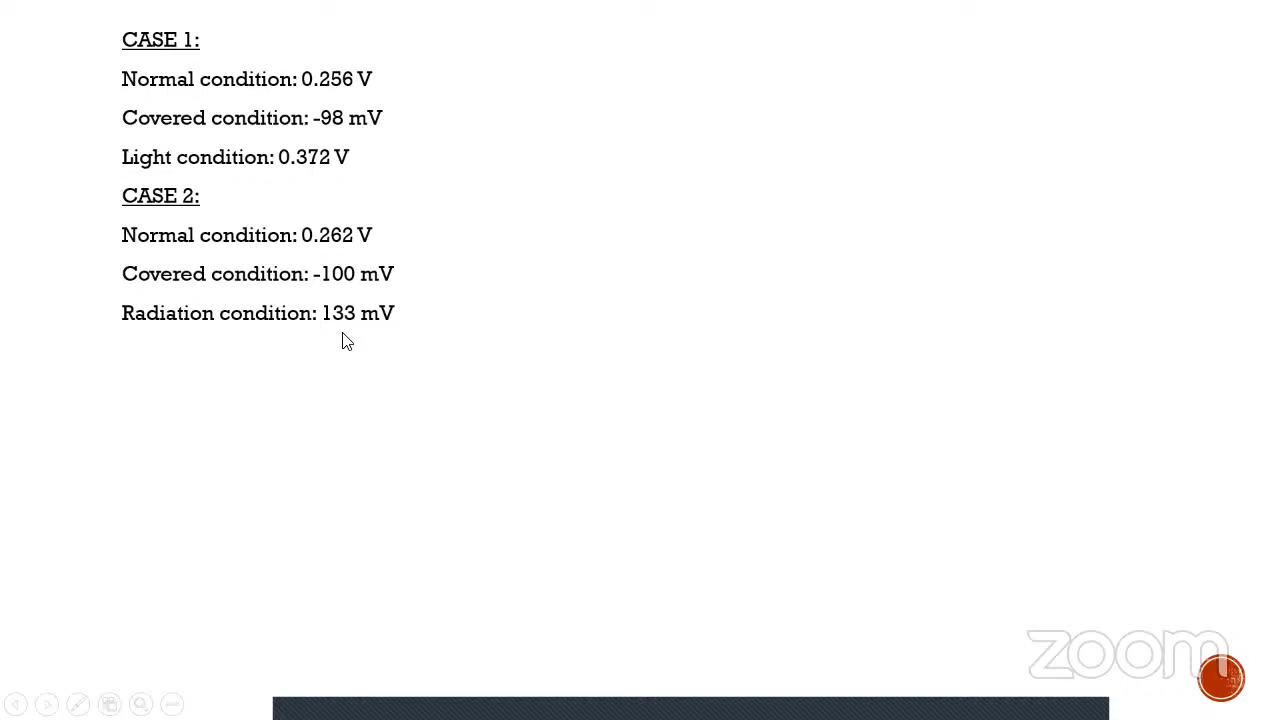 CASE 1:
Normal condition: 0.256 V
Covered condition: -98 mV
Light condition: 0.372 V
CASE 2:
Normal condition: 0.262 V
Covered condition: -100 mV
Radiation condition: 133 mV
zoom